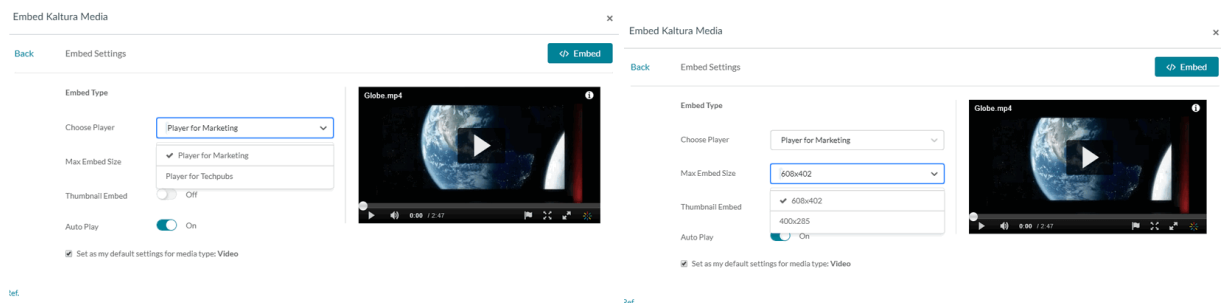 Embed Kaltura Media ×
Back Embed Settings </> Embed
Embed Type
Choose Player Player for Marketing
✔ Player for Marketing
Max Embed Size
Player for Techpubs
Thumbnail Embed Off
Auto Play On
Set as my default settings for media type: Video
Globe.mp4
0:00 / 2:47
Embed Kaltura Media ×
Back Embed Settings </> Embed
Embed Type
Choose Player Player for Marketing
Max Embed Size 608x402
✔ 608x402
Thumbnail Embed
400x285
Auto Play On
Set as my default settings for media type: Video
Globe.mp4
0:00 / 2:47